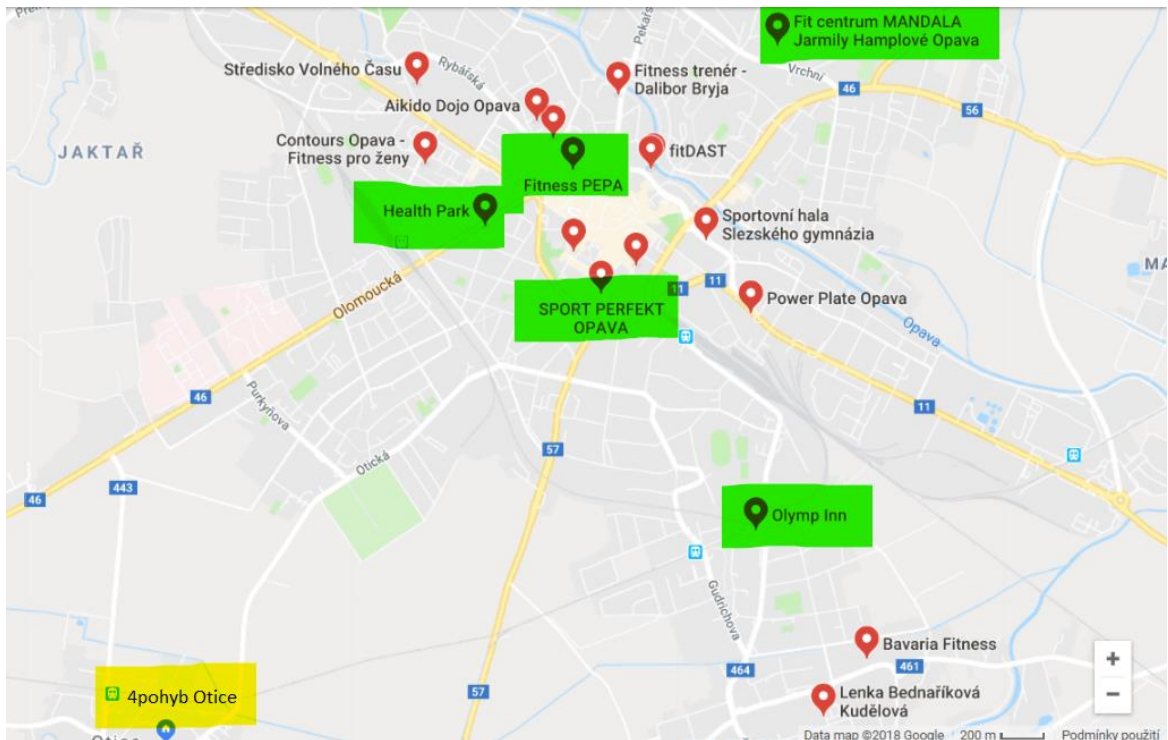 Fit centrum MANDALA
Jarmily Hamplové Opava
Vrchní
Pekařs
Rybářská
Středisko Volného Času
Fitness trenér -
Dalibor Bryja
46
56
Aikido Dojo Opava
JAKTAŘ
Contours Opava -
Fitness pro ženy
fitDAST
Fitness PEPA
Health Park
Sportovní hala
Slezského gymnázia
MA
Olomoucká
11
11
SPORT PERFEKT
OPAVA
Power Plate Opava
Opava
46
Purkyňova
11
Otická
57
443
46
Olymp Inn
Gudrichova
Bavaria Fitness
461
464
4pohyb Otice
57
Lenka Bednaříková
Kudělová
Otice
Data map ©2018 Google
200 m
Podmínky použití